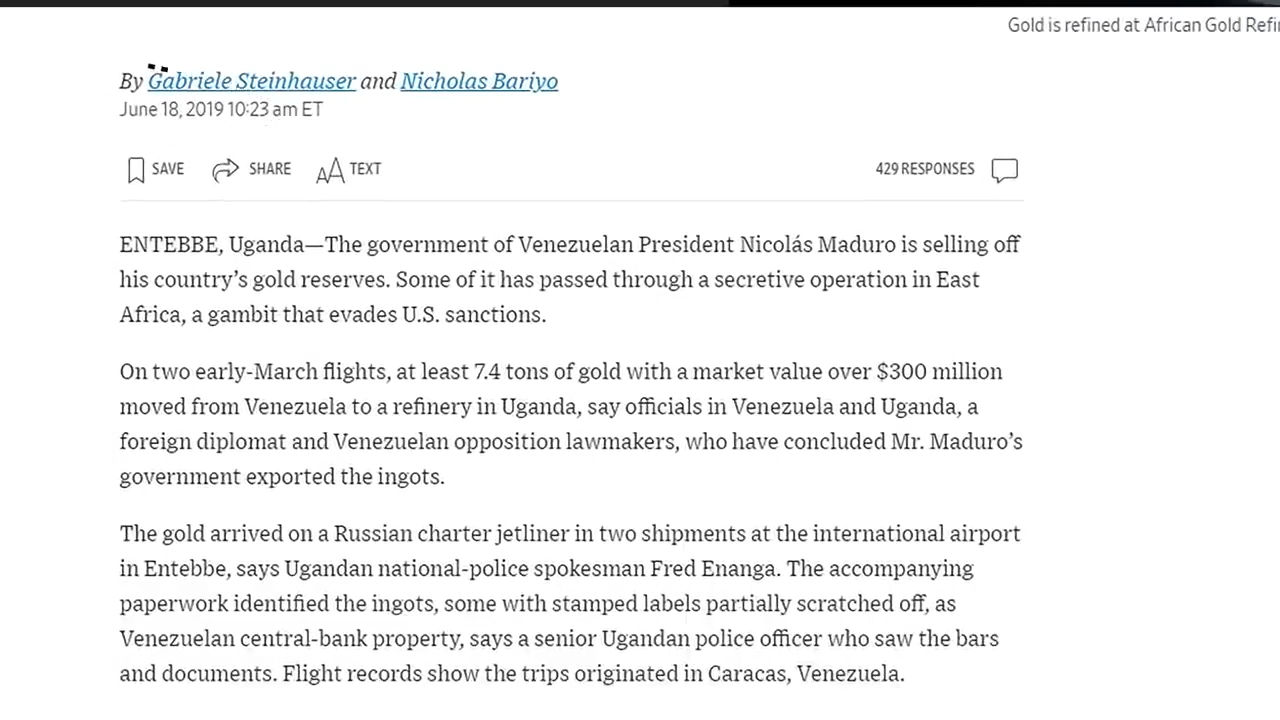 Gold is refined at African Gold Refi
By Gabriele Steinhauser and Nicholas Bariyo
June 18, 2019 10:23 am ET
SAVE SHARE TEXT 429 RESPONSES
ENTEBBE, Uganda—The government of Venezuelan President Nicolás Maduro is selling off
his country’s gold reserves. Some of it has passed through a secretive operation in East
Africa, a gambit that evades U.S. sanctions.
On two early-March flights, at least 7.4 tons of gold with a market value over $300 million
moved from Venezuela to a refinery in Uganda, say officials in Venezuela and Uganda, a
foreign diplomat and Venezuelan opposition lawmakers, who have concluded Mr. Maduro’s
government exported the ingots.
The gold arrived on a Russian charter jetliner in two shipments at the international airport
in Entebbe, says Ugandan national-police spokesman Fred Enanga. The accompanying
paperwork identified the ingots, some with stamped labels partially scratched off, as
Venezuelan central-bank property, says a senior Ugandan police officer who saw the bars
and documents. Flight records show the trips originated in Caracas, Venezuela.